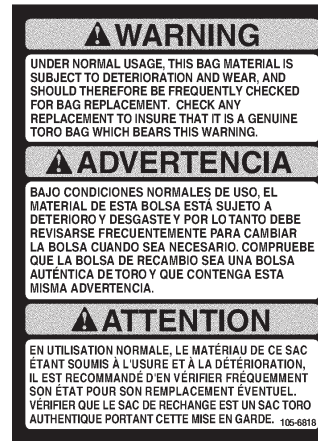 WARNING
UNDER NORMAL USAGE, THIS BAG MATERIAL IS
SUBJECT TO DETERIORATION AND WEAR, AND
SHOULD THEREFORE BE FREQUENTLY CHECKED
FOR BAG REPLACEMENT. CHECK ANY
REPLACEMENT TO INSURE THAT IT IS A GENUINE
TORO BAG WHICH BEARS THIS WARNING.
ADVERTENCIA
BAJO CONDICIONES NORMALES DE USO, EL
MATERIAL DE ESTA BOLSA ESTÁ SUJETO A
DETERIORO Y DESGASTE Y POR LO TANTO DEBE
REVISARSE FRECUENTEMENTE PARA CAMBIAR
LA BOLSA CUANDO SEA NECESARIO. COMPRUEBE
QUE LA BOLSA DE RECAMBIO SEA UNA BOLSA
AUTÉNTICA DE TORO Y QUE CONTENGA ESTA
MISMA ADVERTENCIA.
ATTENTION
EN UTILISATION NORMALE, LE MATÉRIAU DE CE SAC
ÉTANT SOUMIS À L'USURE ET À LA DÉTÉRIORATION,
IL EST RECOMMANDÉ D'EN VÉRIFIER FRÉQUEMMENT
SON ÉTAT POUR SON REMPLACEMENT ÉVENTUEL.
VÉRIFIER QUE LE SAC DE RECHANGE EST UN SAC TORO
AUTHENTIQUE PORTANT CETTE MISE EN GARDE. 105-6818